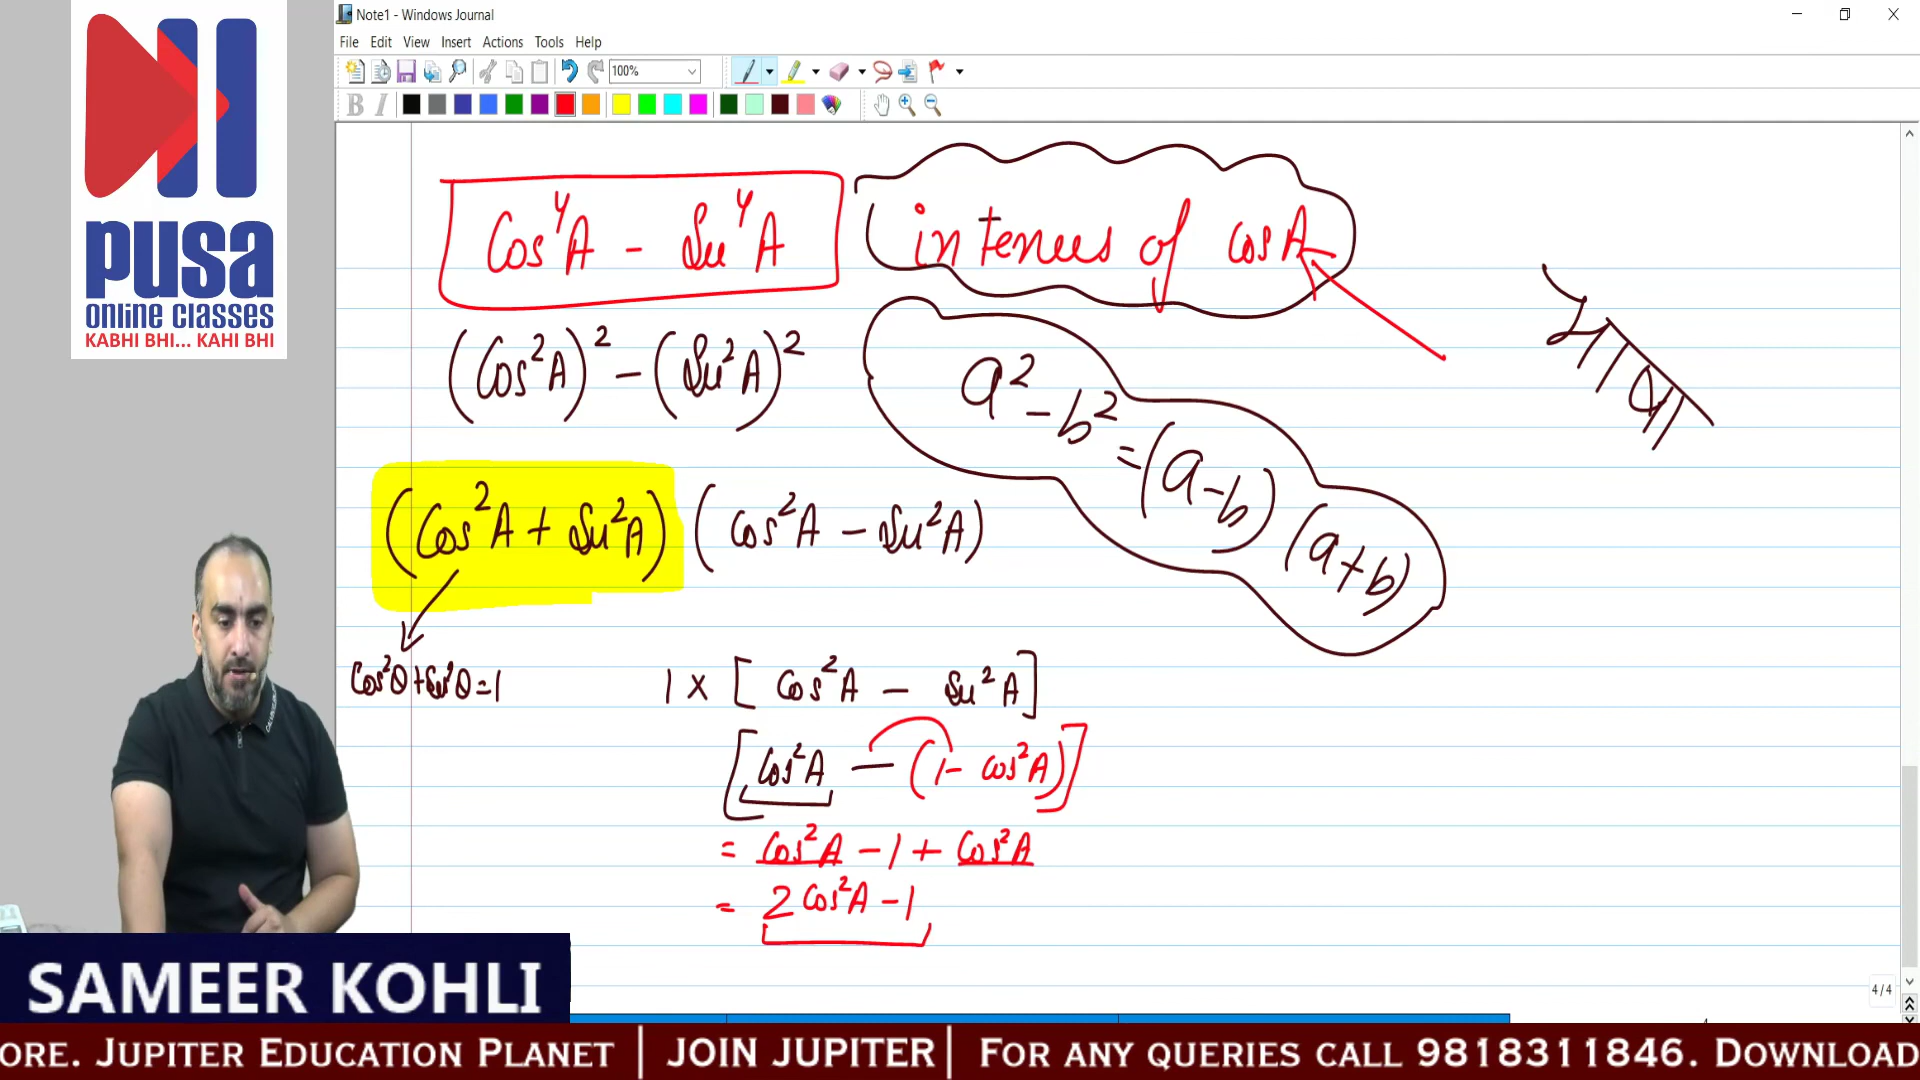 Note1 - Windows Journal
File Edit View Insert Actions Tools Help
100%
B I
PUSA
ONLINE CLASSES
KABHI BHI... KAHI BHI
Cos⁴A - Sin⁴A in terms of cosA
(Cos²A)² - (Sin²A)²
a² - b² = (a-b) (a+b)
(Cos²A + Sin²A) (Cos²A - Sin²A)
Cos²θ + Sin²θ = 1
1 × [Cos²A - Sin²A]
[Cos²A - (1 - Cos²A)]
= Cos²A - 1 + Cos²A
= 2 Cos²A - 1
4/4
SAMEER KOHLI
ORE. JUPITER EDUCATION PLANET | JOIN JUPITER | FOR ANY QUERIES CALL 9818311846. DOWNLOAD